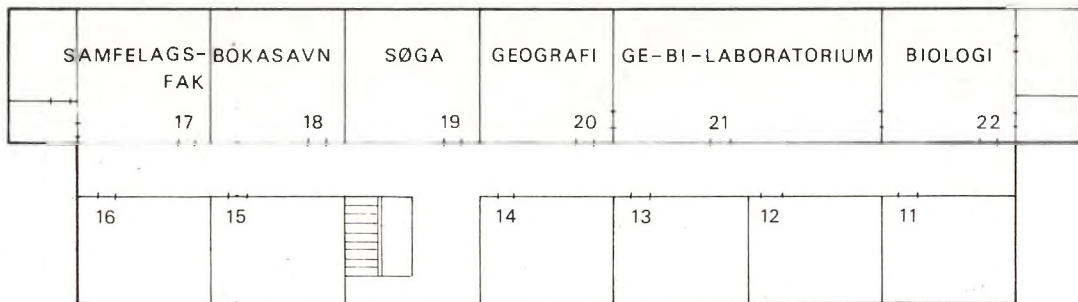 SAMFELAGS- BÓKASAVN SØGA GEOGRAFI GE-BI-LABORATORIUM BIOLOGI
FAK
17 18 19 20 21 22
16 15 14 13 12 11